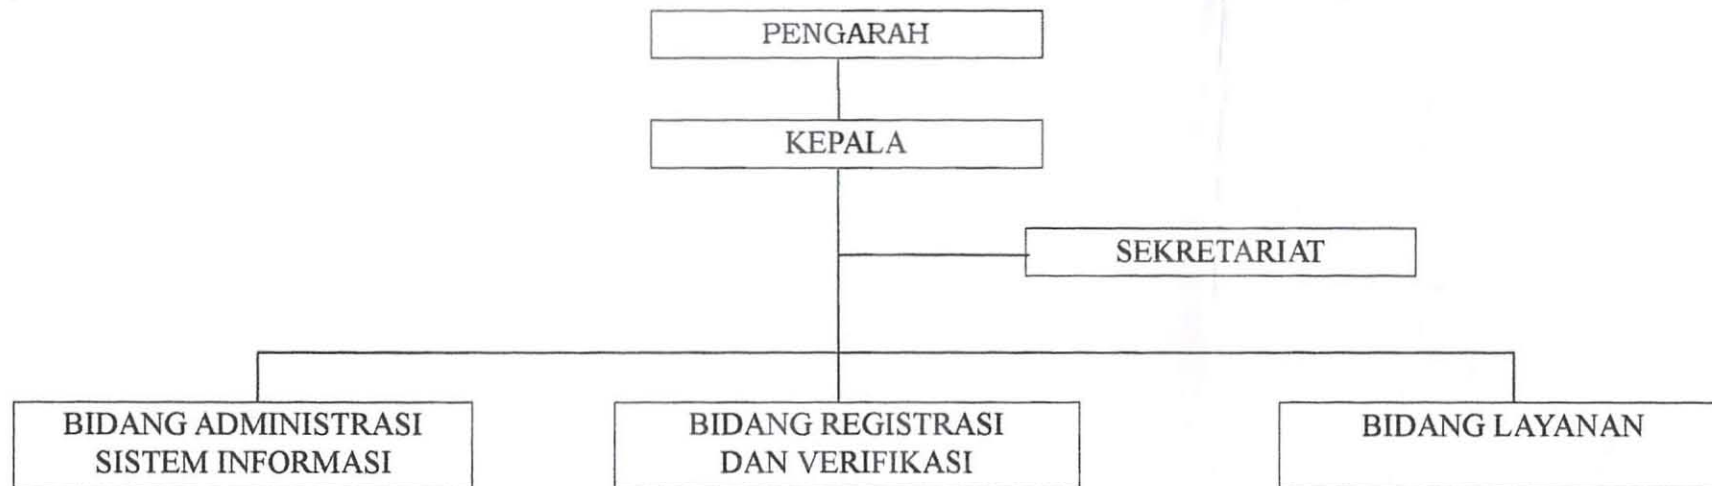 PENGARAH
KEPALA
SEKRETARIAT
BIDANG ADMINISTRASI
SISTEM INFORMASI
BIDANG REGISTRASI
DAN VERIFIKASI
BIDANG LAYANAN